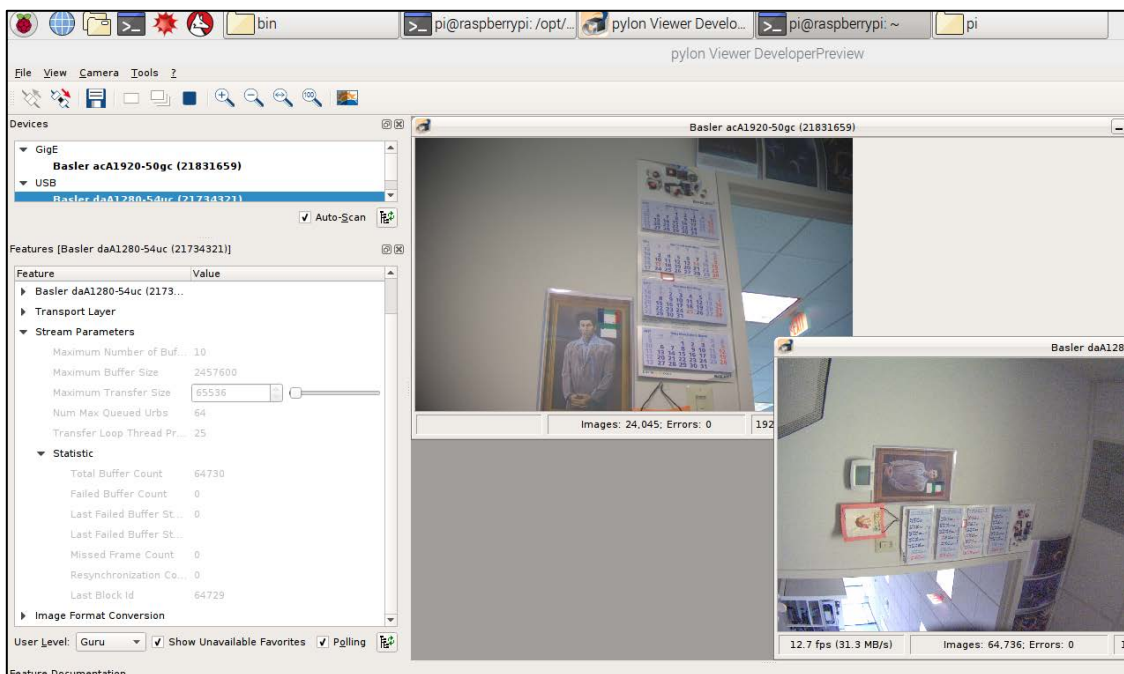 bin
pi@raspberrypi: /opt/...
pylon Viewer Develo...
pi@raspberrypi: ~
pi
pylon Viewer DeveloperPreview
File View Camera Tools ?
Devices
GigE
Basler acA1920-50gc (21831659)
USB
Basler daA1280-54uc (21734321)
Auto-Scan
Features [Basler daA1280-54uc (21734321)]
Feature Value
Basler daA1280-54uc (2173...
Transport Layer
Stream Parameters
Maximum Number of Buf... 10
Maximum Buffer Size 2457600
Maximum Transfer Size 65536
Num Max Queued Urbs 64
Transfer Loop Thread Pr... 25
Statistic
Total Buffer Count 64730
Failed Buffer Count 0
Last Failed Buffer St... 0
Last Failed Buffer St...
Missed Frame Count 0
Resynchronization Co... 0
Last Block Id 64729
Image Format Conversion
User Level: Guru Show Unavailable Favorites Polling
Feature Documentation
Basler acA1920-50gc (21831659)
EXIT
Images: 24,045; Errors: 0 192
Basler daA128
12.7 fps (31.3 MB/s) Images: 64,736; Errors: 0 1